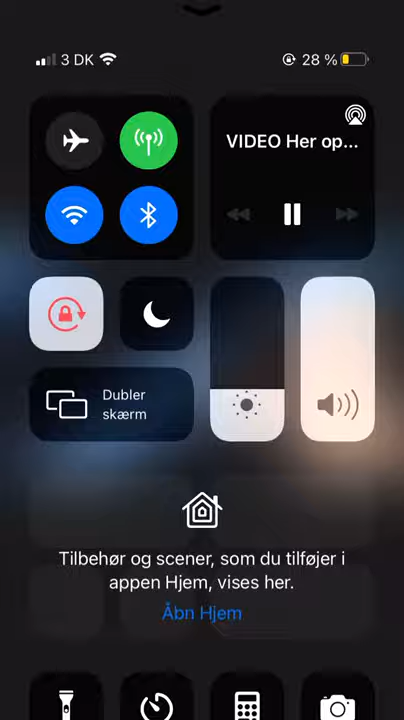 3 DK
28 %
VIDEO Her op...
Dubler
skærm
Tilbehør og scener, som du tilføjer i
appen Hjem, vises her.
Åbn Hjem